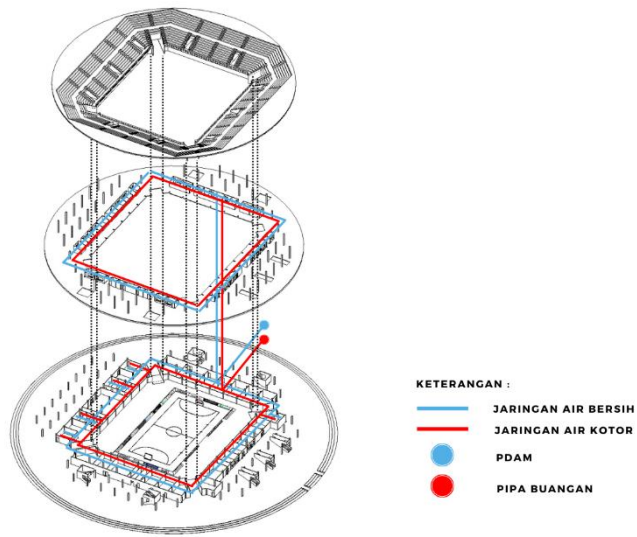 KETERANGAN :
JARINGAN AIR BERSIH
JARINGAN AIR KOTOR
PDAM
PIPA BUANGAN